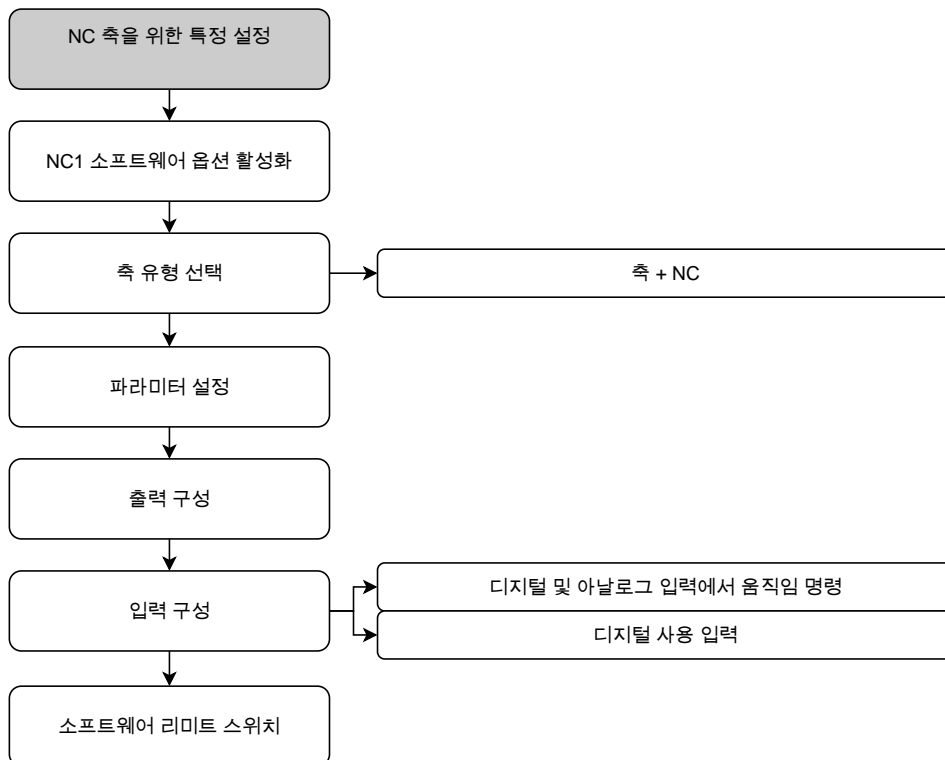 NC 축을 위한 특정 설정
NC1 소프트웨어 옵션 활성화
축 유형 선택
축 + NC
파라미터 설정
출력 구성
입력 구성
디지털 및 아날로그 입력에서 움직임 명령
디지털 사용 입력
소프트웨어 리미트 스위치